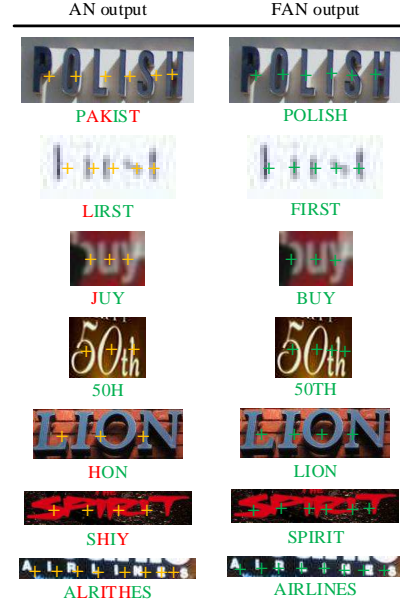 AN output FAN output
POLISH POLISH
PAKIST POLISH
LIRST FIRST
buy buy
JUY BUY
50th 50th
50H 50TH
LION LION
HON LION
THE
SPIRIT SPIRIT
SHIY SPIRIT
AIRLINES AIRLINES
ALRITHES AIRLINES